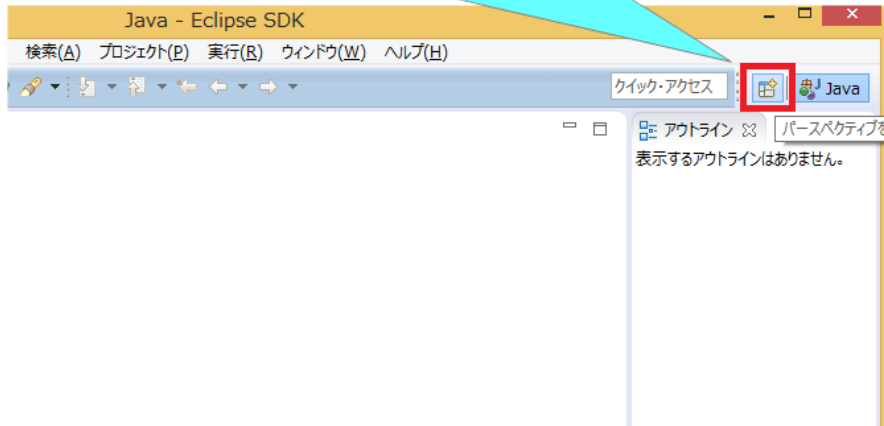 Java - Eclipse SDK
検索(A) プロジェクト(P) 実行(R) ウィンドウ(W) ヘルプ(H)
クイック・アクセス
Java
アウトライン
パースペクティブを
表示するアウトラインはありません。